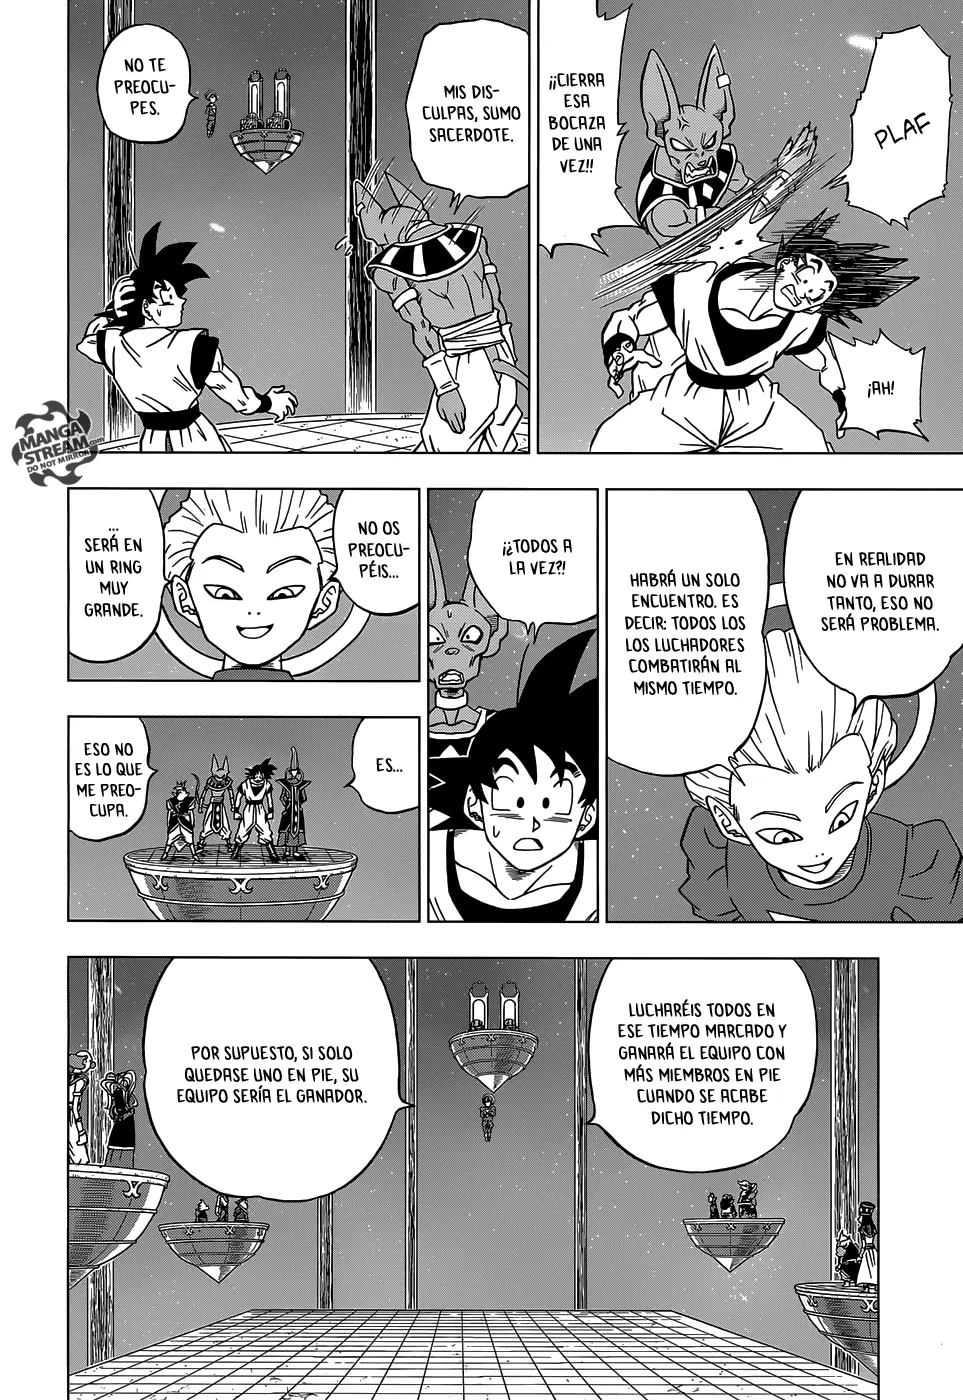 PLAF
¡¡CIERRA
ESA
BOCAZA
DE UNA
VEZ!!
¡AH!
MIS DIS-
CULPAS, SUMO
SACERDOTE.
NO TE
PREOCU-
PES.
MANGA
STREAM.com
DO NOT MIRROR
EN REALIDAD
NO VA A DURAR
TANTO, ESO NO
SERÁ PROBLEMA.
HABRÁ UN SOLO
ENCUENTRO. ES
DECIR: TODOS LOS
LOS LUCHADORES
COMBATIRÁN AL
MISMO TIEMPO.
¡¿TODOS A
LA VEZ?!
NO OS
PREOCU-
PÉIS...
...
SERÁ EN
UN RING
MUY
GRANDE.
ES...
ESO NO
ES LO QUE
ME PREO-
CUPA.
LUCHARÉIS TODOS EN
ESE TIEMPO MARCADO Y
GANARÁ EL EQUIPO CON
MÁS MIEMBROS EN PIE
CUANDO SE ACABE
DICHO TIEMPO.
POR SUPUESTO, SI SOLO
QUEDASE UNO EN PIE, SU
EQUIPO SERÍA EL GANADOR.